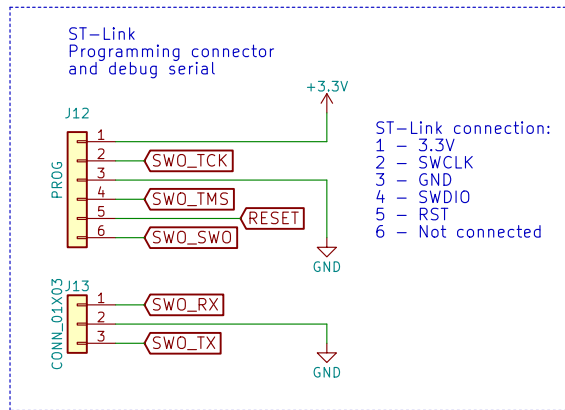 ST-Link
Programming connector
and debug serial
J12
PROG
+3.3V
1
2 SWO_TCK
3
4 SWO_TMS
5 RESET
6 SWO_SWO
GND
ST-Link connection:
1 - 3.3V
2 - SWCLK
3 - GND
4 - SWDIO
5 - RST
6 - Not connected
J13
CONN_01X03
1 SWO_RX
2
3 SWO_TX
GND